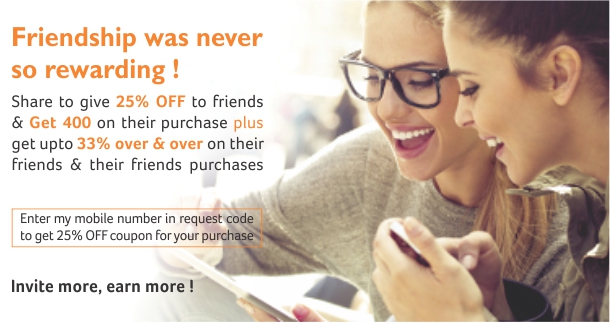 Friendship was never
so rewarding !
Share to give 25% OFF to friends
& Get 400 on their purchase plus
get upto 33% over & over on their
friends & their friends purchases
Enter my mobile number in request code
to get 25% OFF coupon for your purchase
Invite more, earn more !